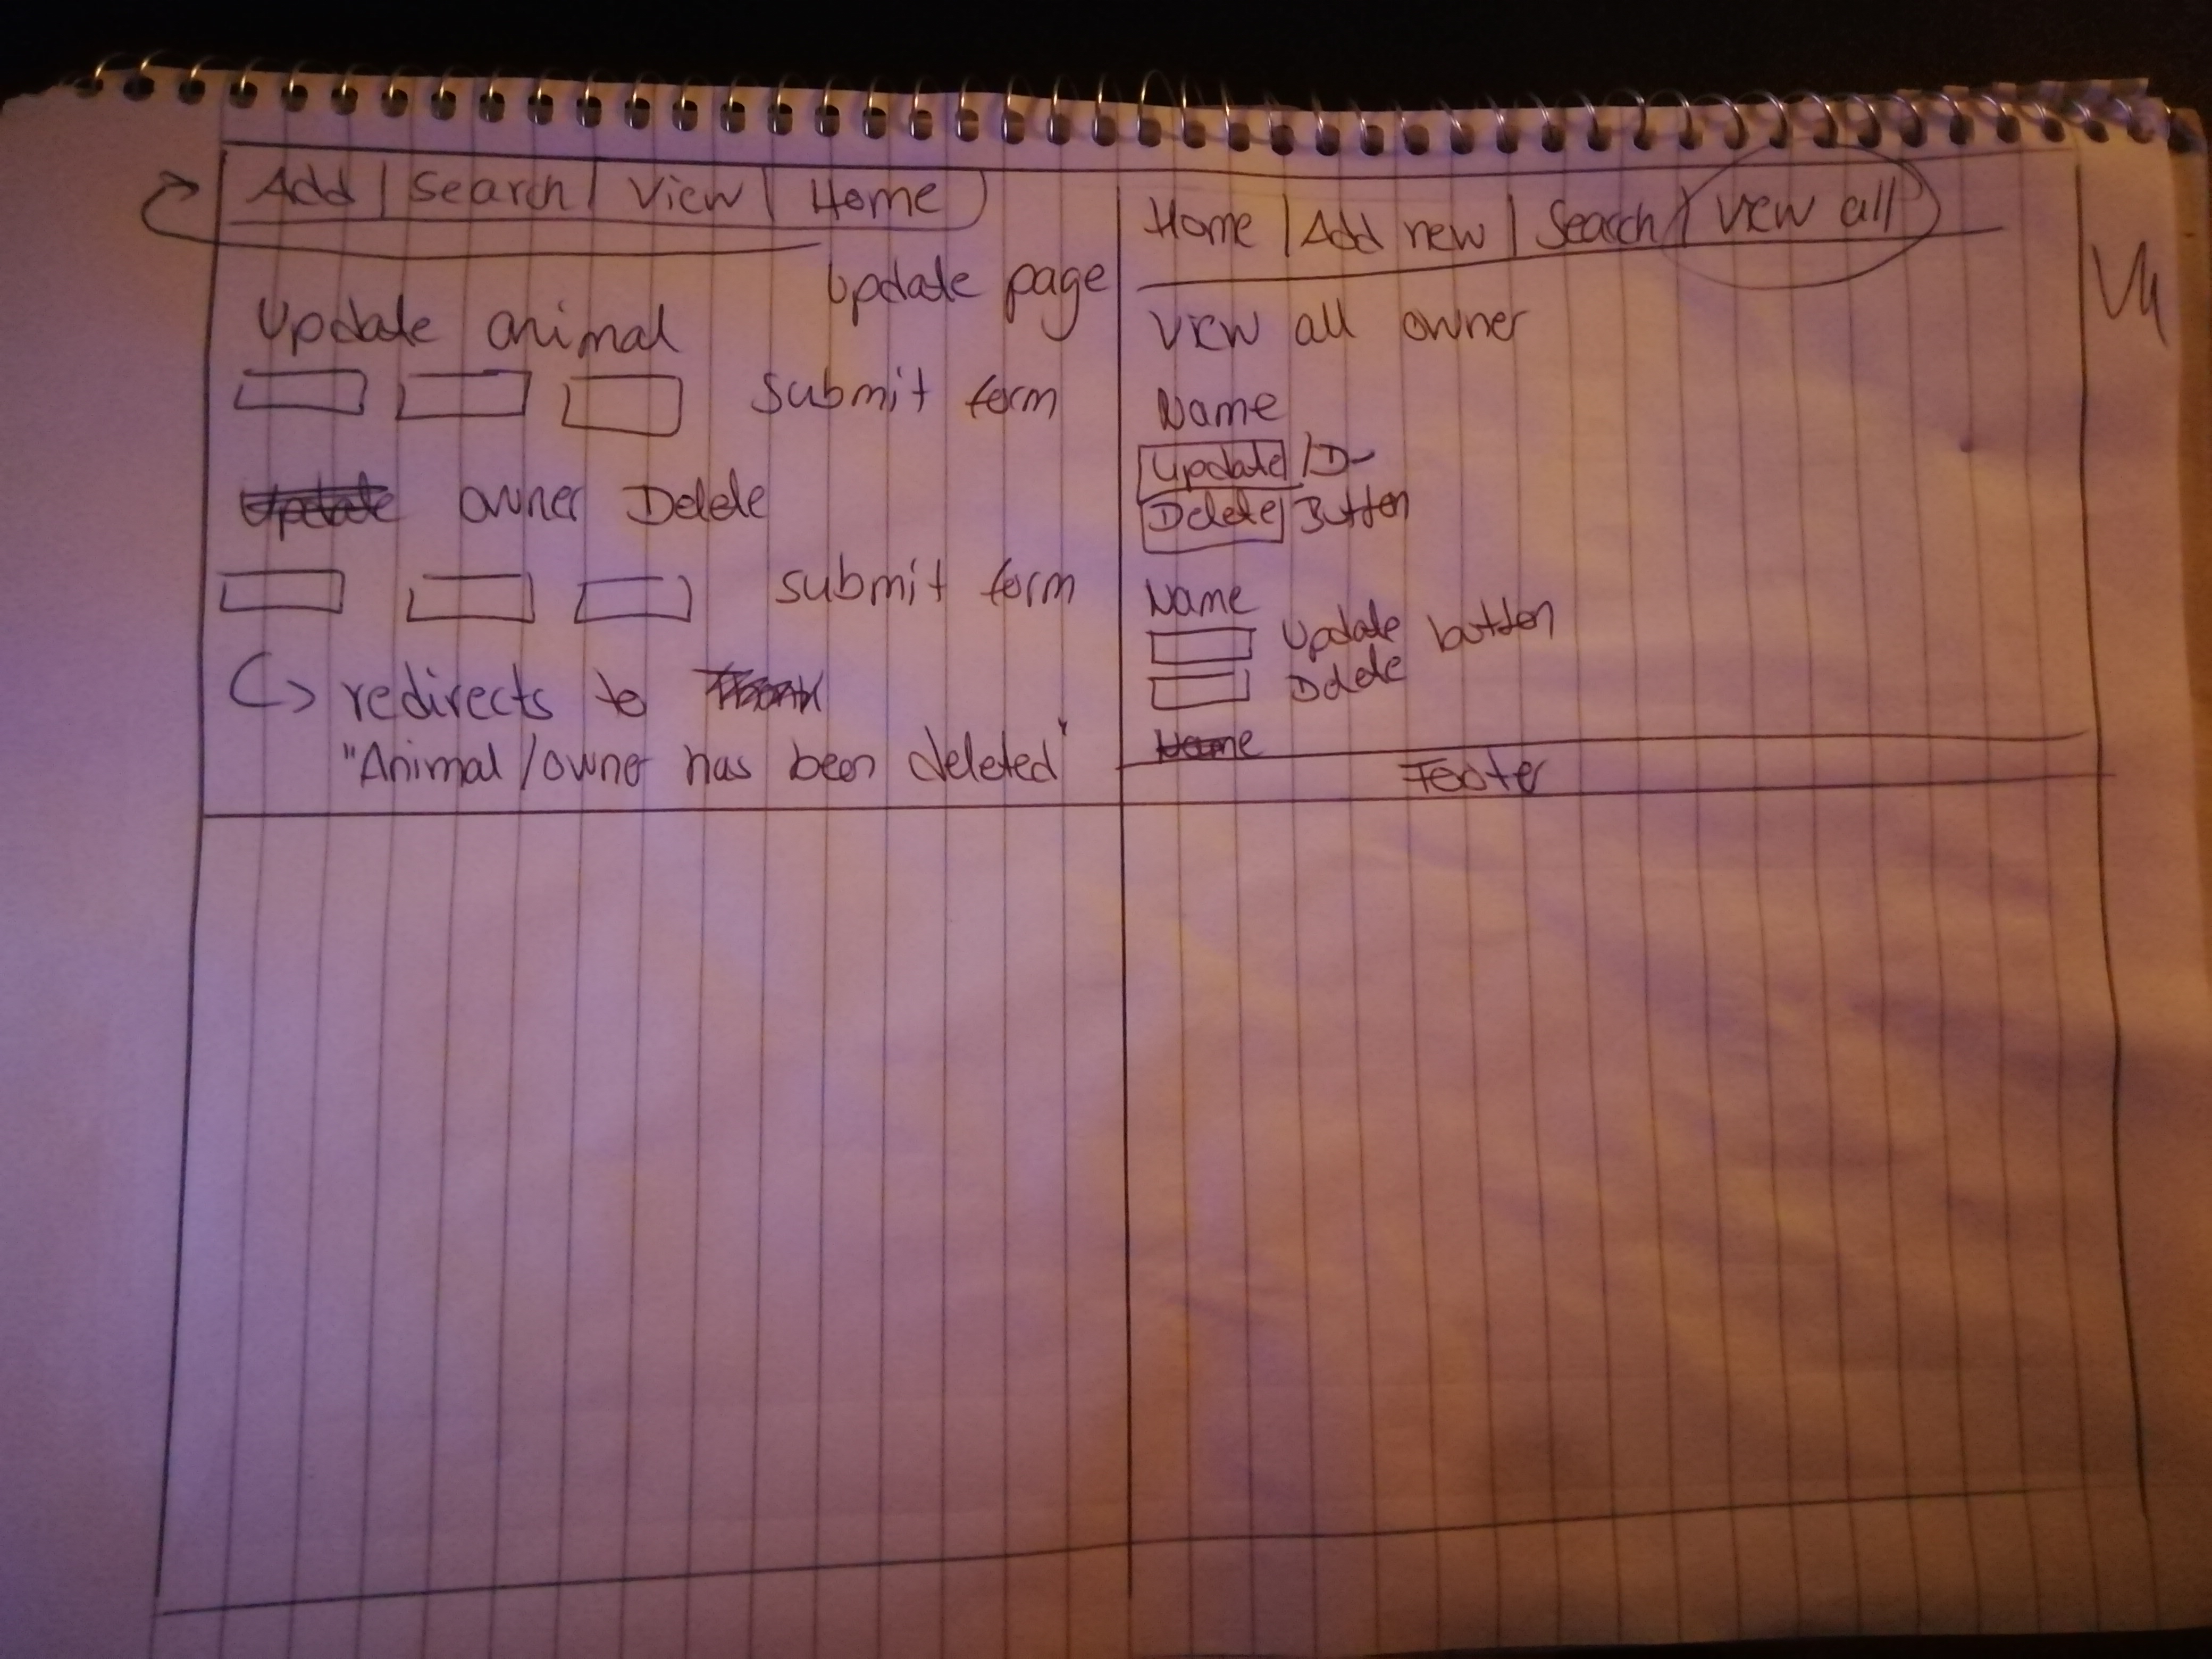 Add | Search | View | Home
Update page
Update animal
Submit form
Update owner Delete
submit form
redirects to
"Animal/owner has been deleted"
Home | Add new | Search | View all
View all owner
Name
Update / D-
Delete Button
Name
Update button
Delete
Name
Footer